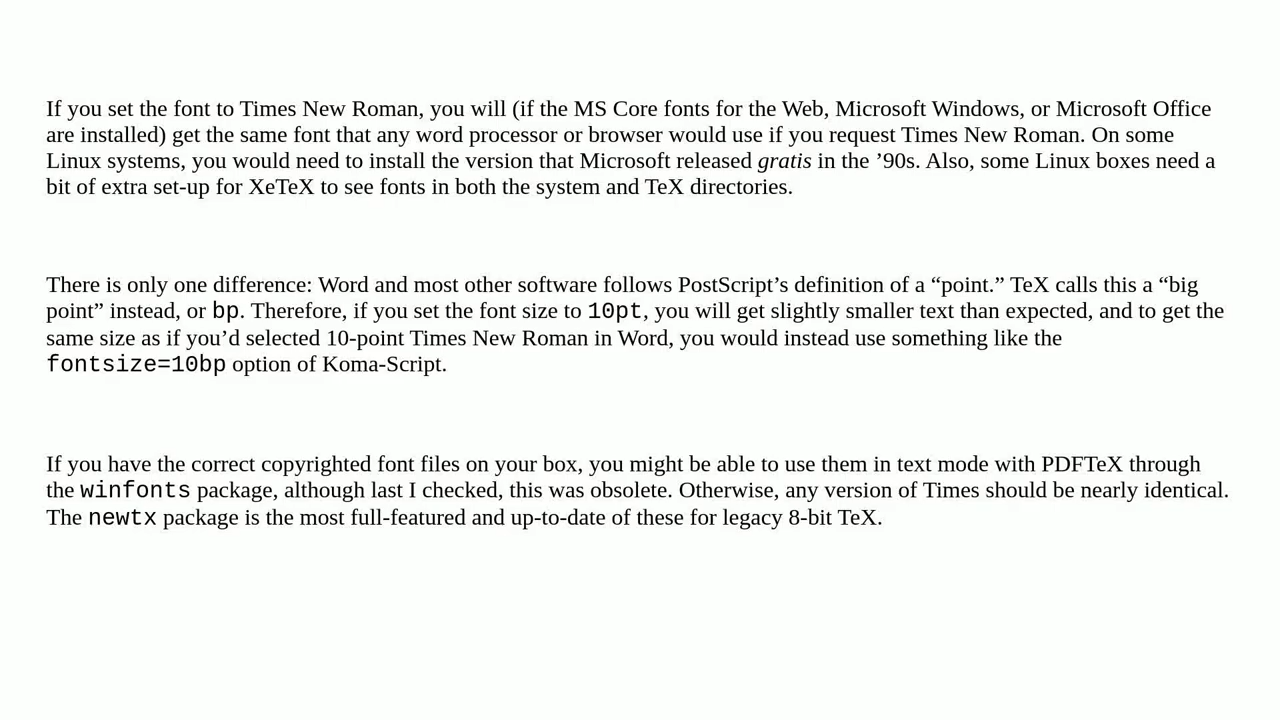 If you set the font to Times New Roman, you will (if the MS Core fonts for the Web, Microsoft Windows, or Microsoft Office
are installed) get the same font that any word processor or browser would use if you request Times New Roman. On some
Linux systems, you would need to install the version that Microsoft released gratis in the ’90s. Also, some Linux boxes need a
bit of extra set-up for XeTeX to see fonts in both the system and TeX directories.
There is only one difference: Word and most other software follows PostScript’s definition of a “point.” TeX calls this a “big
point” instead, or bp. Therefore, if you set the font size to 10pt, you will get slightly smaller text than expected, and to get the
same size as if you’d selected 10-point Times New Roman in Word, you would instead use something like the
fontsize=10bp option of Koma-Script.
If you have the correct copyrighted font files on your box, you might be able to use them in text mode with PDFTeX through
the winfonts package, although last I checked, this was obsolete. Otherwise, any version of Times should be nearly identical.
The newtx package is the most full-featured and up-to-date of these for legacy 8-bit TeX.